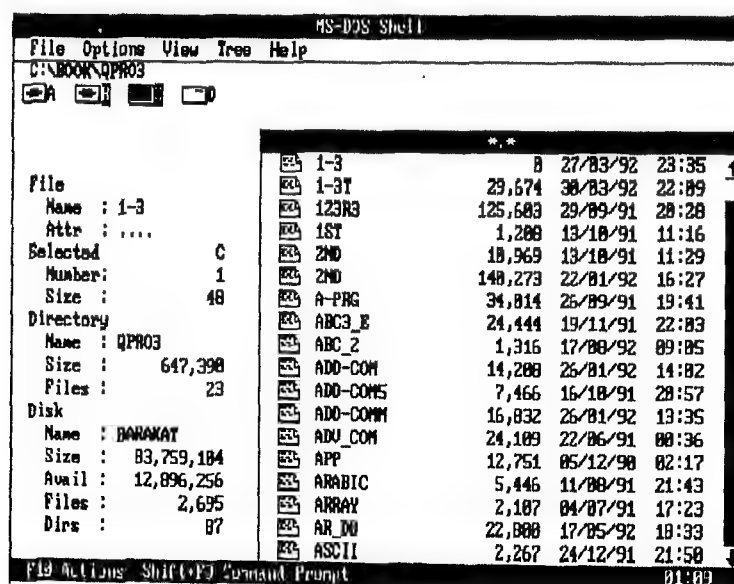 MS-DOS Shell
File Options View Tree Help
C:\BOOK\QPRO3
A B D
*.*
1-3 0 27/03/92 23:35
1-3T 29,674 30/03/92 22:09
123R3 125,603 29/09/91 20:28
1ST 1,200 13/10/91 11:16
2ND 10,969 13/10/91 11:29
2ND 140,273 22/01/92 16:27
A-PRG 34,014 26/09/91 19:41
ABC3_E 24,444 19/11/91 22:03
ABC_2 1,316 17/08/92 09:05
ADD-COM 14,208 26/01/92 14:02
ADD-COMS 7,466 16/10/91 20:57
ADD-COMM 16,032 26/01/92 13:35
ADV_COM 24,109 22/06/91 00:36
APP 12,751 05/12/90 02:17
ARABIC 5,446 11/08/91 21:43
ARRAY 2,107 04/07/91 17:23
AR_DO 22,800 17/05/92 18:33
ASCII 2,267 24/12/91 21:50
File
Name : 1-3
Attr : ....
Selected C
Number: 1
Size : 48
Directory
Name : QPRO3
Size : 647,390
Files : 23
Disk
Name : BARAKAT
Size : 83,759,104
Avail : 12,896,256
Files : 2,695
Dirs : 87
F10 Actions Shift+F9 Command Prompt 01:09